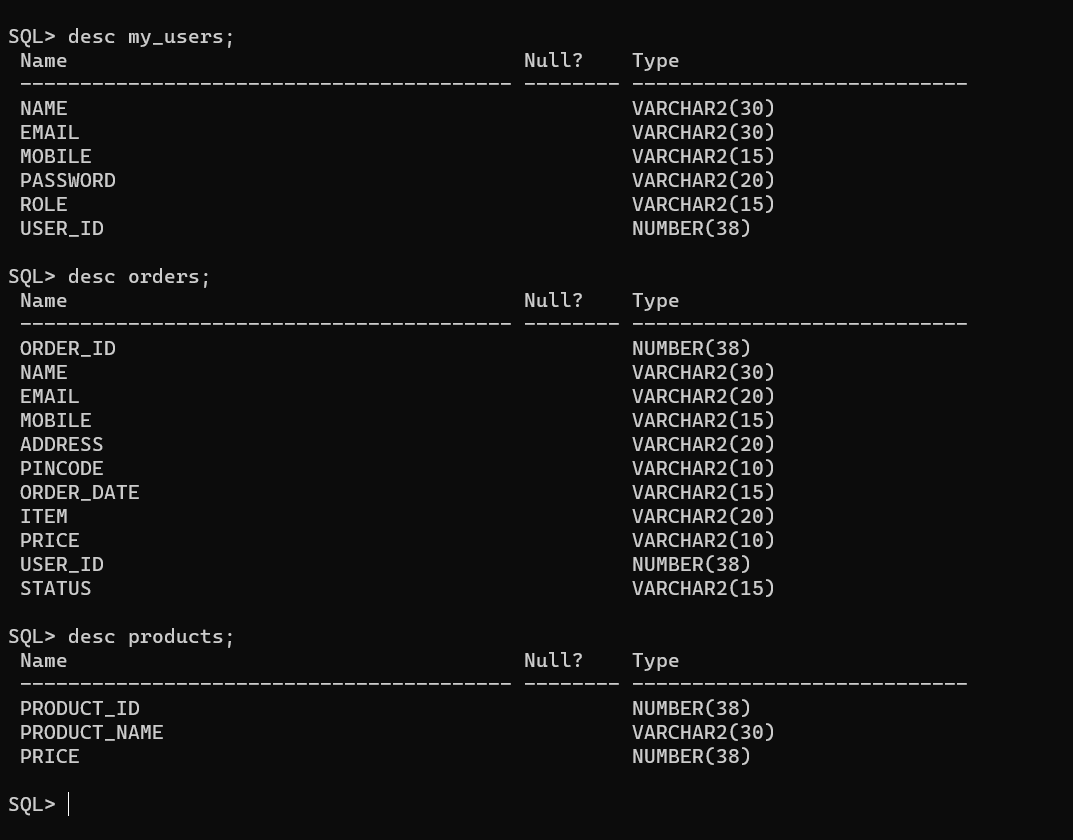 SQL> desc my_users;
 Name                                      Null?    Type
 ----------------------------------------- -------- ----------------------------
 NAME                                               VARCHAR2(30)
 EMAIL                                              VARCHAR2(30)
 MOBILE                                             VARCHAR2(15)
 PASSWORD                                           VARCHAR2(20)
 ROLE                                               VARCHAR2(15)
 USER_ID                                            NUMBER(38)

SQL> desc orders;
 Name                                      Null?    Type
 ----------------------------------------- -------- ----------------------------
 ORDER_ID                                           NUMBER(38)
 NAME                                               VARCHAR2(30)
 EMAIL                                              VARCHAR2(20)
 MOBILE                                             VARCHAR2(15)
 ADDRESS                                            VARCHAR2(20)
 PINCODE                                            VARCHAR2(10)
 ORDER_DATE                                         VARCHAR2(15)
 ITEM                                               VARCHAR2(20)
 PRICE                                              VARCHAR2(10)
 USER_ID                                            NUMBER(38)
 STATUS                                             VARCHAR2(15)

SQL> desc products;
 Name                                      Null?    Type
 ----------------------------------------- -------- ----------------------------
 PRODUCT_ID                                         NUMBER(38)
 PRODUCT_NAME                                       VARCHAR2(30)
 PRICE                                              NUMBER(38)

SQL>